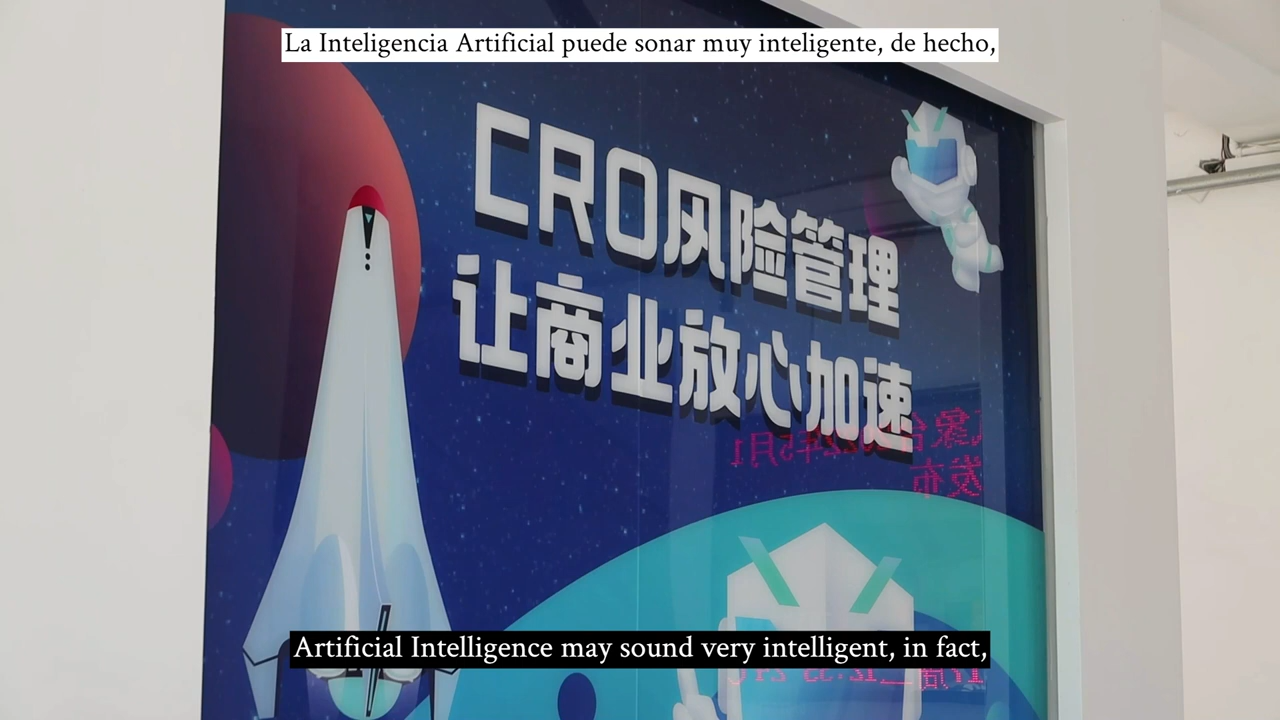 La Inteligencia Artificial puede sonar muy inteligente, de hecho,
CRO风险管理
让商业放心加速
Artificial Intelligence may sound very intelligent, in fact,